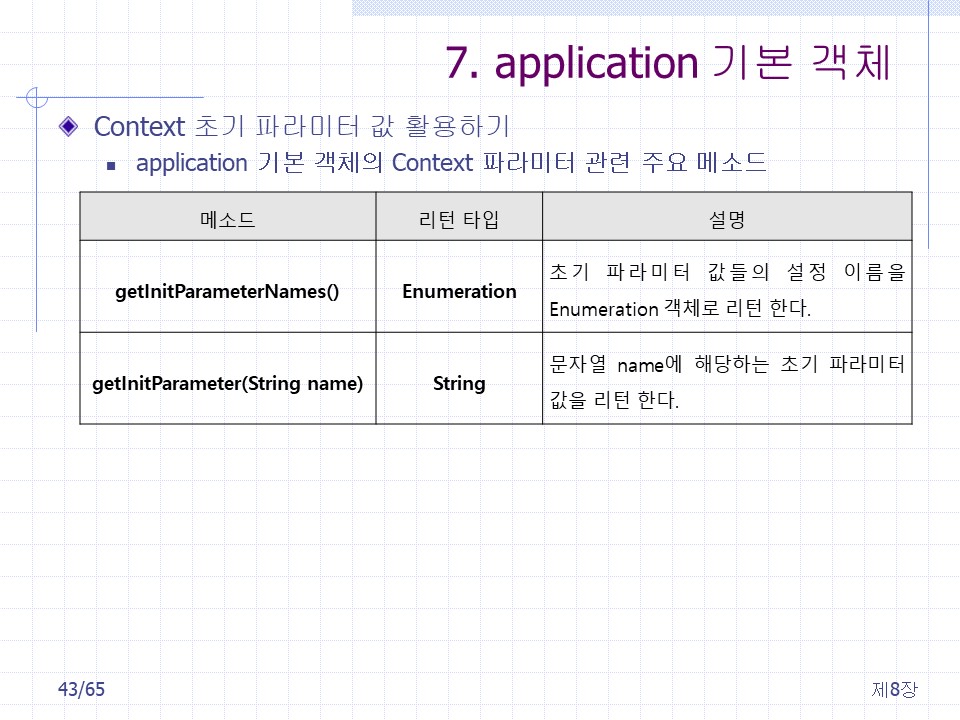 7. application 기본 객체
Context 초기 파라미터 값 활용하기
application 기본 객체의 Context 파라미터 관련 주요 메소드
메소드 리턴 타입 설명
getInitParameterNames() Enumeration 초기 파라미터 값들의 설정 이름을
Enumeration 객체로 리턴 한다.
getInitParameter(String name) String 문자열 name에 해당하는 초기 파라미터
값을 리턴 한다.
43/65 제8장